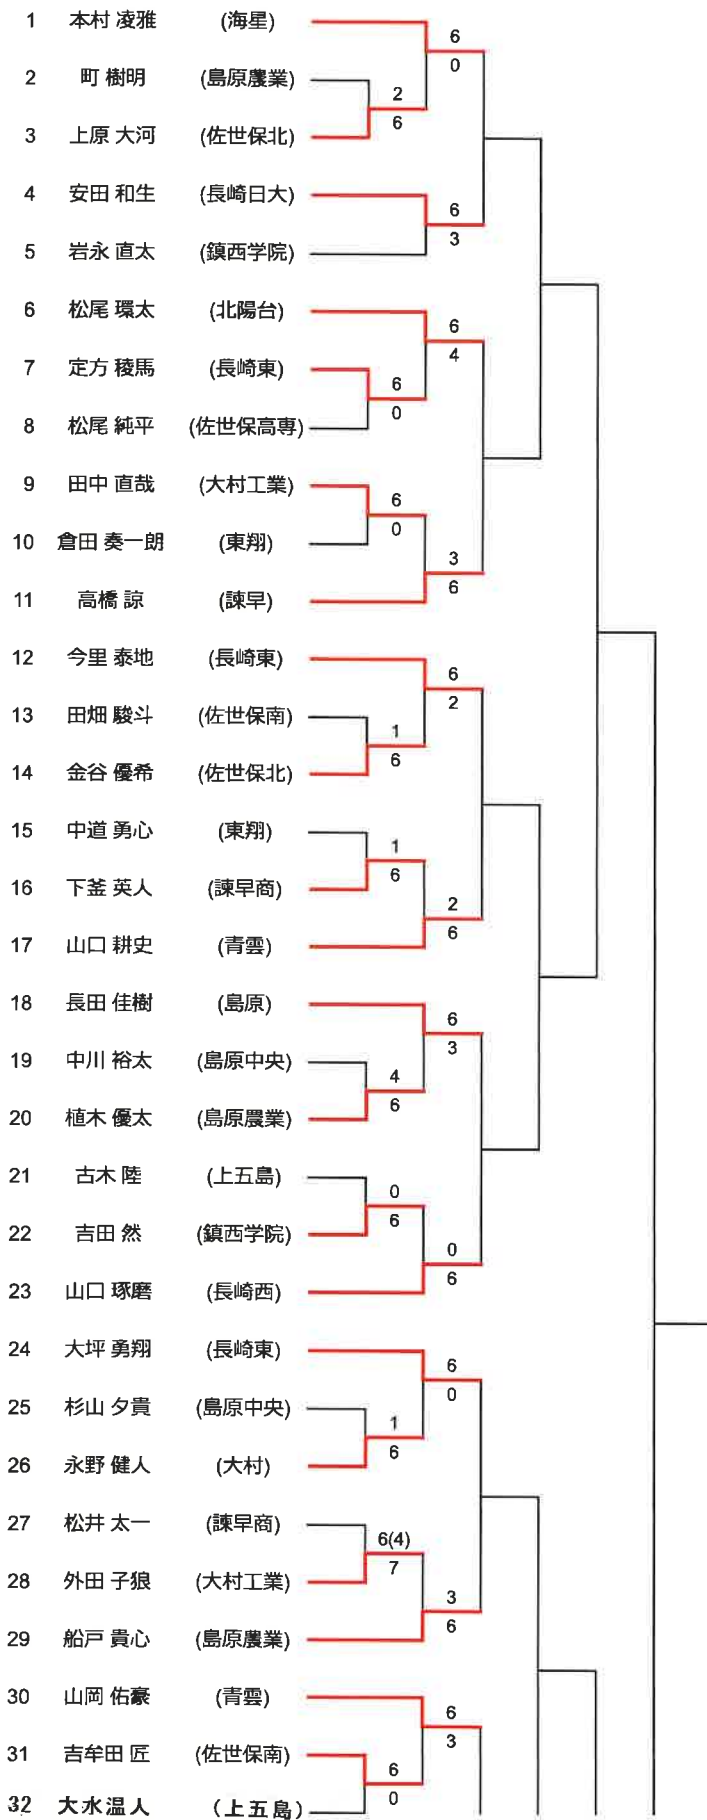 1 本村 凌雅 (海星)
6
0
2 町 樹明 (島原農業)
2
6
3 上原 大河 (佐世保北)
4 安田 和生 (長崎日大)
6
3
5 岩永 直太 (鎮西学院)
6 松尾 環太 (北陽台)
6
4
7 定方 稜馬 (長崎東)
6
0
8 松尾 純平 (佐世保高専)
9 田中 直哉 (大村工業)
6
0
10 倉田 奏一朗 (東翔)
3
6
11 高橋 諒 (諫早)
12 今里 泰地 (長崎東)
6
2
13 田畑 駿斗 (佐世保南)
1
6
14 金谷 優希 (佐世保北)
15 中道 勇心 (東翔)
1
6
16 下釜 英人 (諫早商)
2
6
17 山口 耕史 (青雲)
18 長田 佳樹 (島原)
6
3
19 中川 裕太 (島原中央)
4
6
20 植木 優太 (島原農業)
21 古木 陸 (上五島)
0
6
22 吉田 然 (鎮西学院)
0
6
23 山口 琢磨 (長崎西)
24 大坪 勇翔 (長崎東)
6
0
25 杉山 夕貴 (島原中央)
1
6
26 永野 健人 (大村)
27 松井 太一 (諫早商)
6(4)
7
28 外田 子狼 (大村工業)
3
6
29 船戸 貴心 (島原農業)
30 山岡 佑豪 (青雲)
6
3
31 吉牟田 匠 (佐世保南)
6
0
32 大水温人 (上五島)